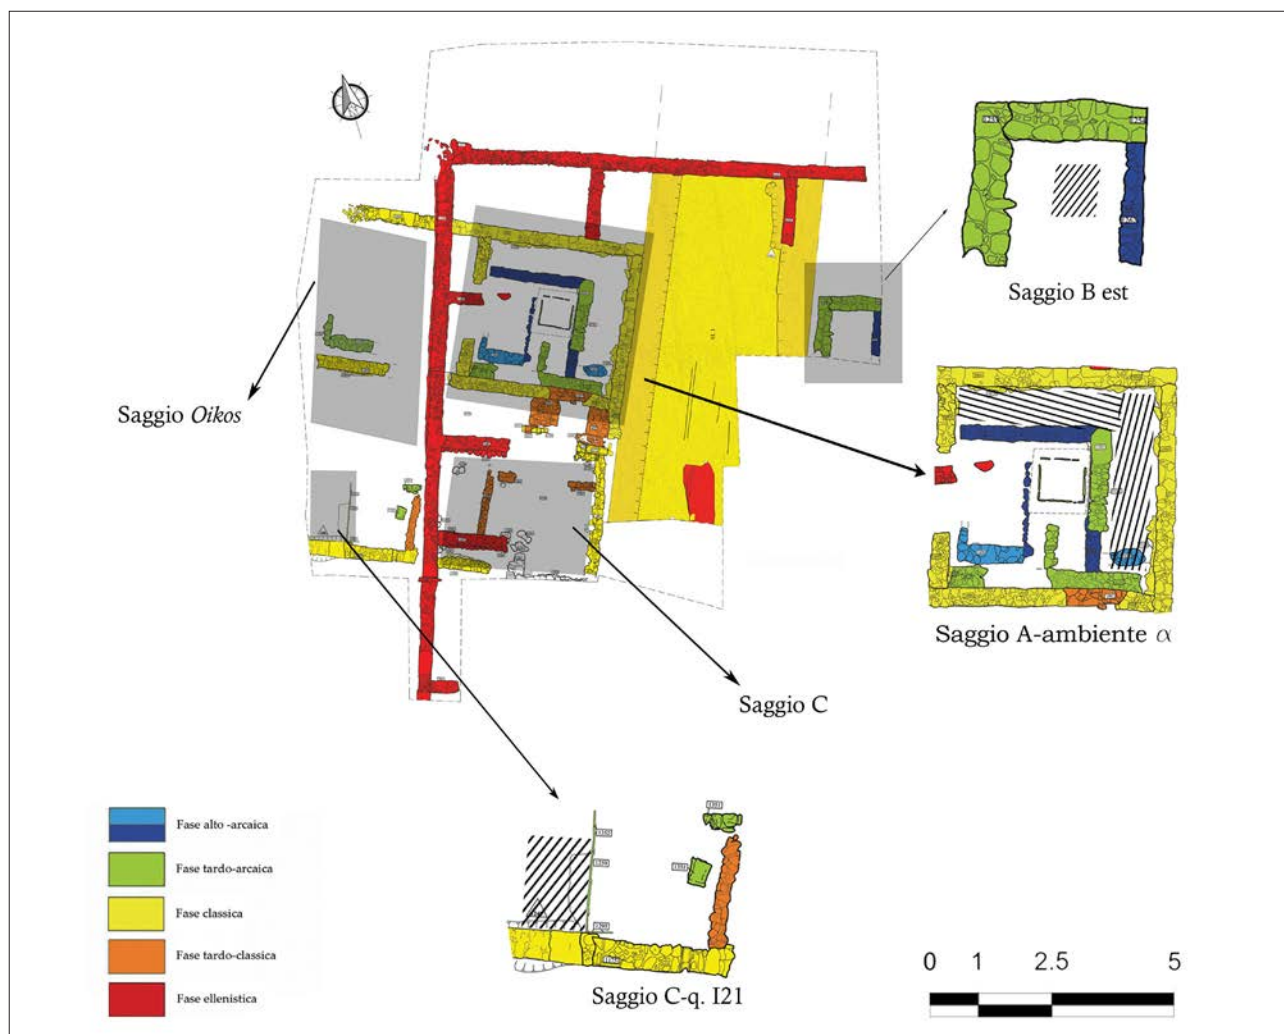 Saggio B est
Saggio Oikos
Saggio A-ambiente α
Saggio C
Fase alto -arcaica
Fase tardo-arcaica
Fase classica
Fase tardo-classica
Fase ellenistica
Saggio C-q. I21
0 1 2.5 5